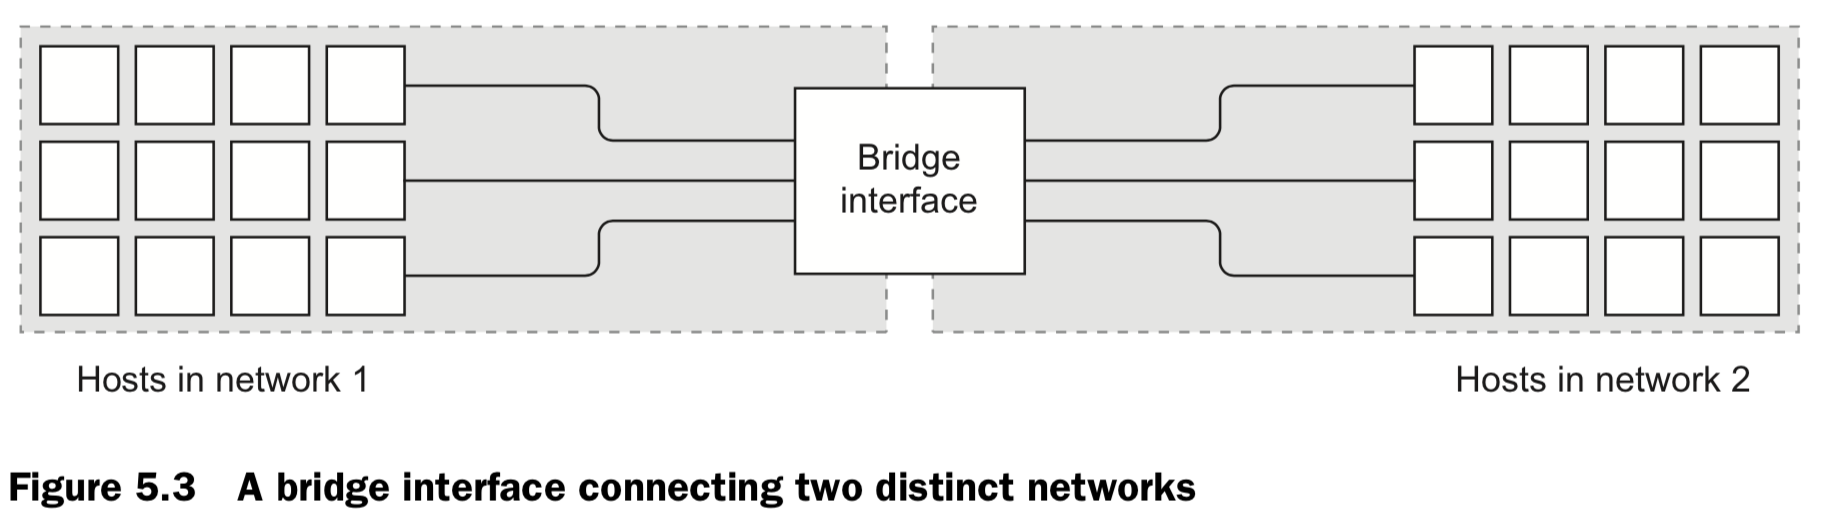 Bridge
interface
Hosts in network 1
Hosts in network 2
Figure 5.3 A bridge interface connecting two distinct networks